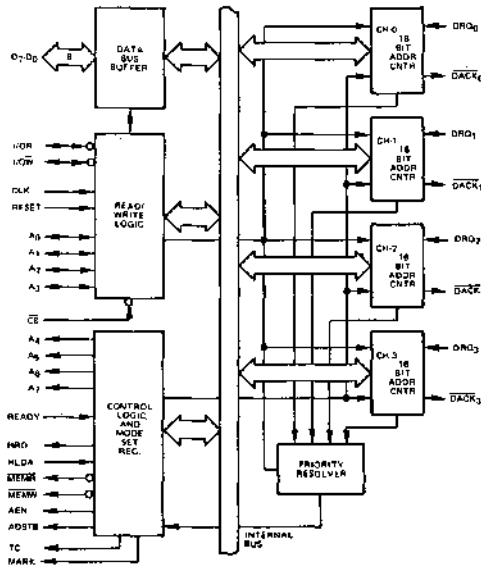 D7-D0
8
DATA
BUS
BUFFER
I/OR
I/OW
CLK
RESET
A0
A1
A2
A3
CS
READ/
WRITE
LOGIC
A4
A5
A6
A7
READY
HRQ
HLDA
MEMR
MEMW
AEN
ADSTB
TC
MARK
CONTROL
LOGIC
AND
MODE
SET
REG.
INTERNAL
BUS
CH-0
16
BIT
ADDR
CNTR
DRQ0
DACK0
CH-1
16
BIT
ADDR
CNTR
DRQ1
DACK1
CH-2
16
BIT
ADDR
CNTR
DRQ2
DACK
CH-3
16
BIT
ADDR
CNTR
DRQ3
DACK3
PRIORITY
RESOLVER